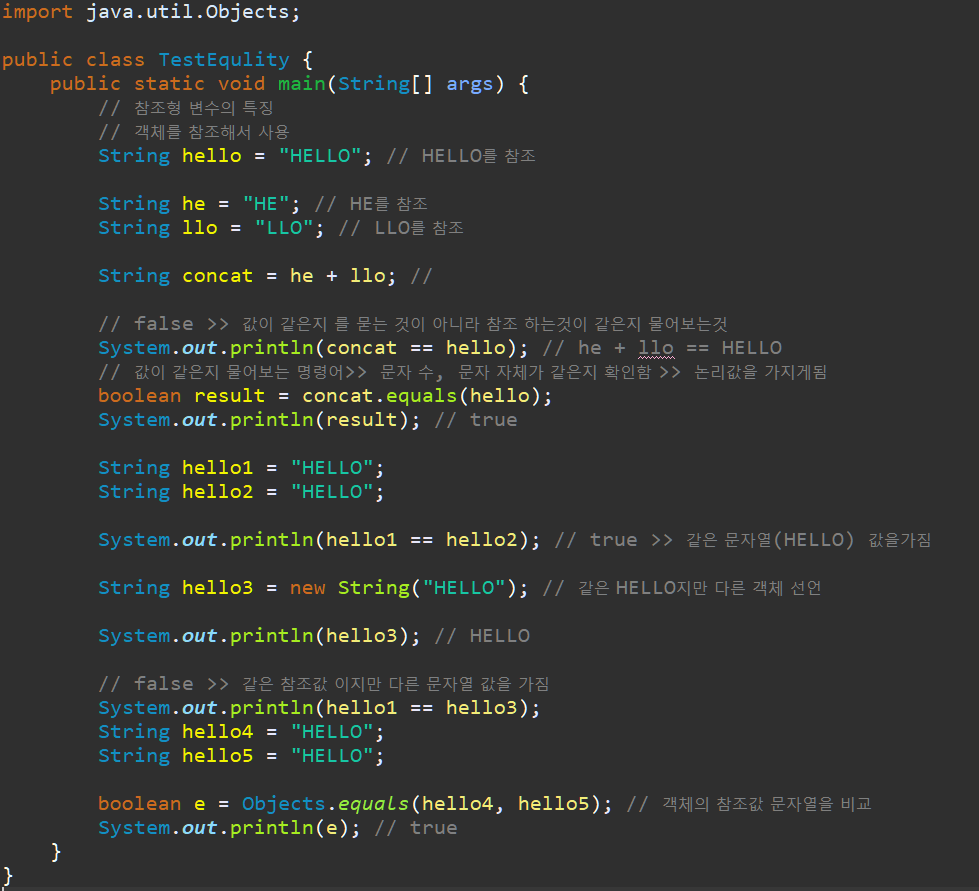 import java.util.Objects;
public class TestEqulity {
public static void main(String[] args) {
// 참조형 변수의 특징
// 객체를 참조해서 사용
String hello = "HELLO"; // HELLO를 참조
String he = "HE"; // HE를 참조
String llo = "LLO"; // LLO를 참조
String concat = he + llo; //
// false >> 값이 같은지 를 묻는 것이 아니라 참조 하는것이 같은지 물어보는것
System.out.println(concat == hello); // he + llo == HELLO
// 값이 같은지 물어보는 명령어>> 문자 수, 문자 자체가 같은지 확인함 >> 논리값을 가지게됨
boolean result = concat.equals(hello);
System.out.println(result); // true
String hello1 = "HELLO";
String hello2 = "HELLO";
System.out.println(hello1 == hello2); // true >> 같은 문자열(HELLO) 값을가짐
String hello3 = new String("HELLO"); // 같은 HELLO지만 다른 객체 선언
System.out.println(hello3); // HELLO
// false >> 같은 참조값 이지만 다른 문자열 값을 가짐
System.out.println(hello1 == hello3);
String hello4 = "HELLO";
String hello5 = "HELLO";
boolean e = Objects.equals(hello4, hello5); // 객체의 참조값 문자열을 비교
System.out.println(e); // true
}
}